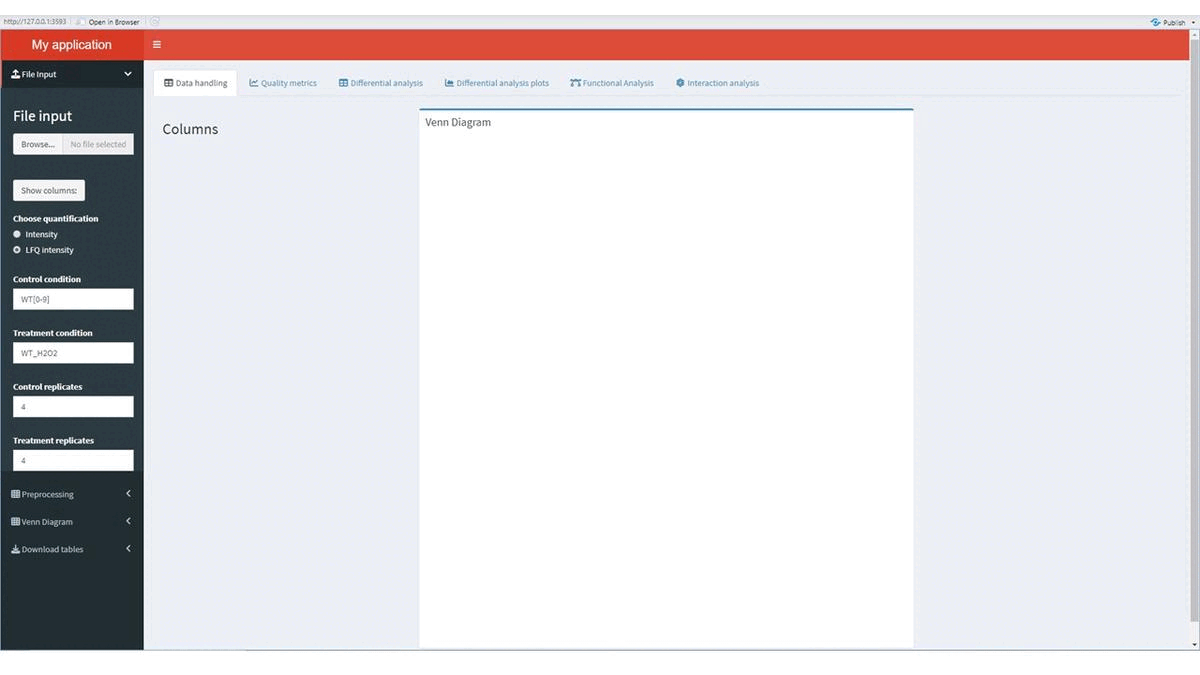 http://127.0.0.1:3593 Open in Browser Publish
My application
File Input
Data handling Quality metrics Differential analysis Differential analysis plots Functional Analysis Interaction analysis
File input
Browse... No file selected
Columns
Venn Diagram
Show columns:
Choose quantification
Intensity
LFQ intensity
Control condition
WT[0-9]
Treatment condition
WT_H2O2
Control replicates
4
Treatment replicates
4
Preprocessing
Venn Diagram
Download tables